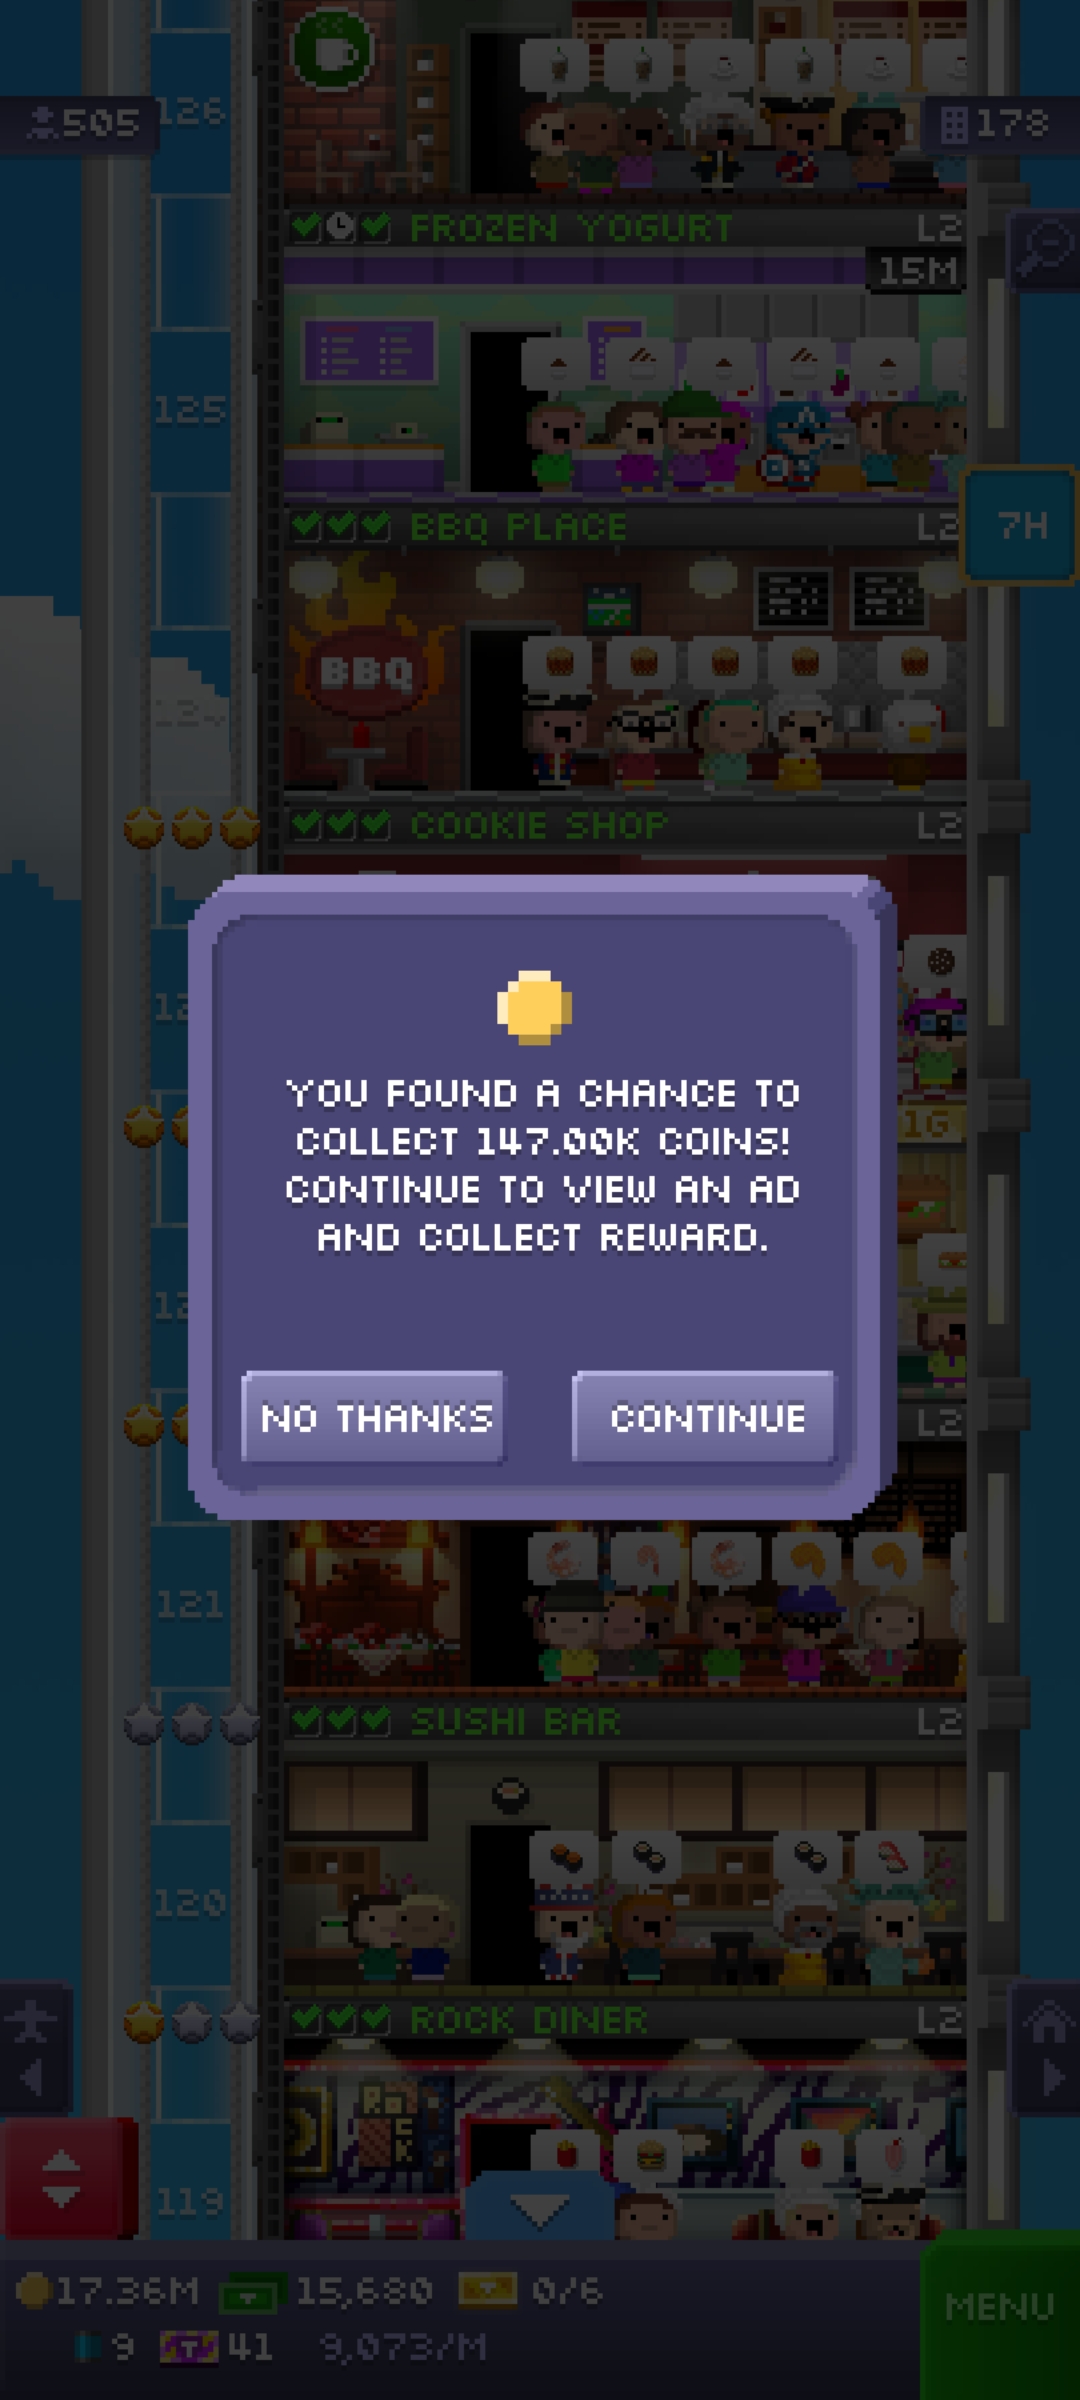 126
505
178
FROZEN YOGURT
L2
15M
125
BBQ PLACE
L2
7H
BBQ
COOKIE SHOP
L2
1G
YOU FOUND A CHANCE TO
COLLECT 147.00K COINS!
CONTINUE TO VIEW AN AD
AND COLLECT REWARD.
NO THANKS
CONTINUE
L2
121
SUSHI BAR
L2
120
ROCK DINER
L2
ROCK
119
17.36M
15,680
0/6
MENU
9
41
9,073/M